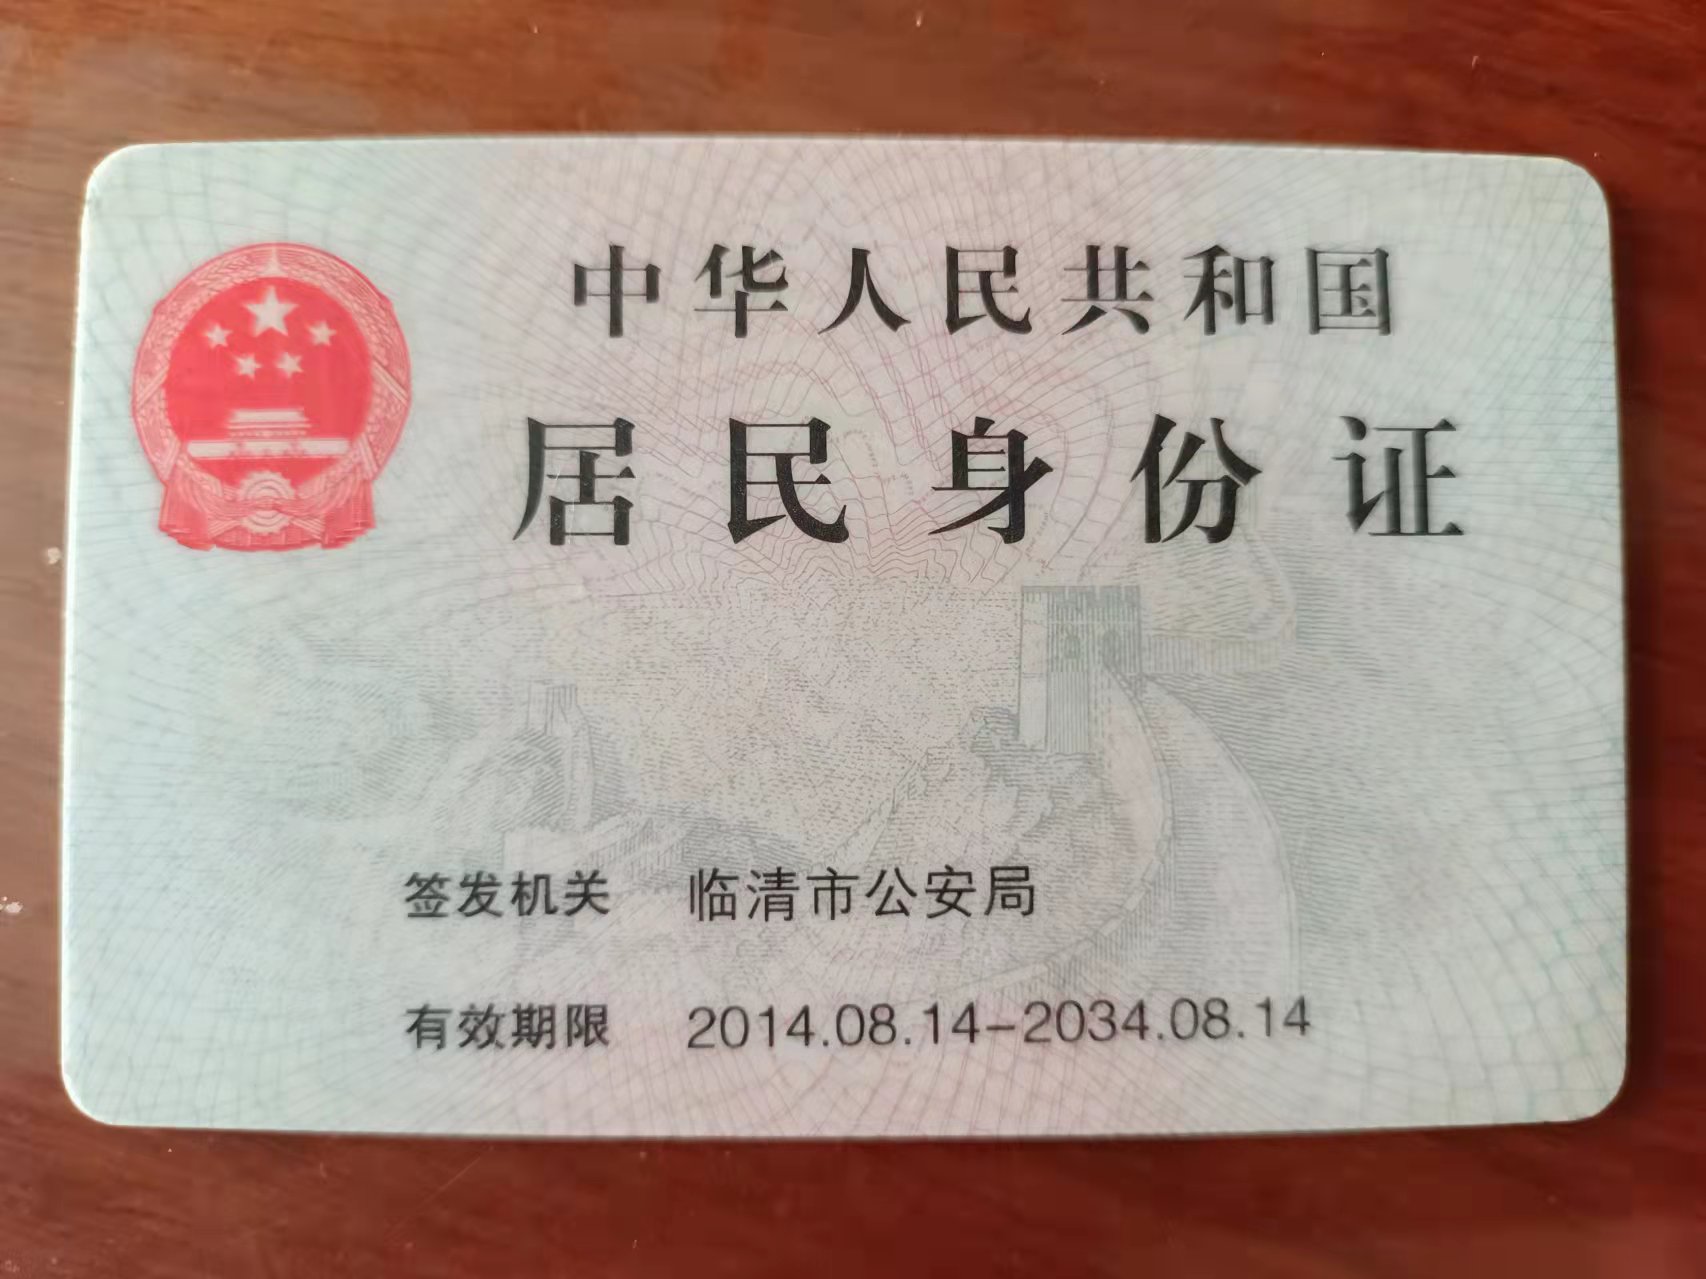 中华人民共和国
居民身份证
签发机关 临清市公安局
有效期限 2014.08.14-2034.08.14